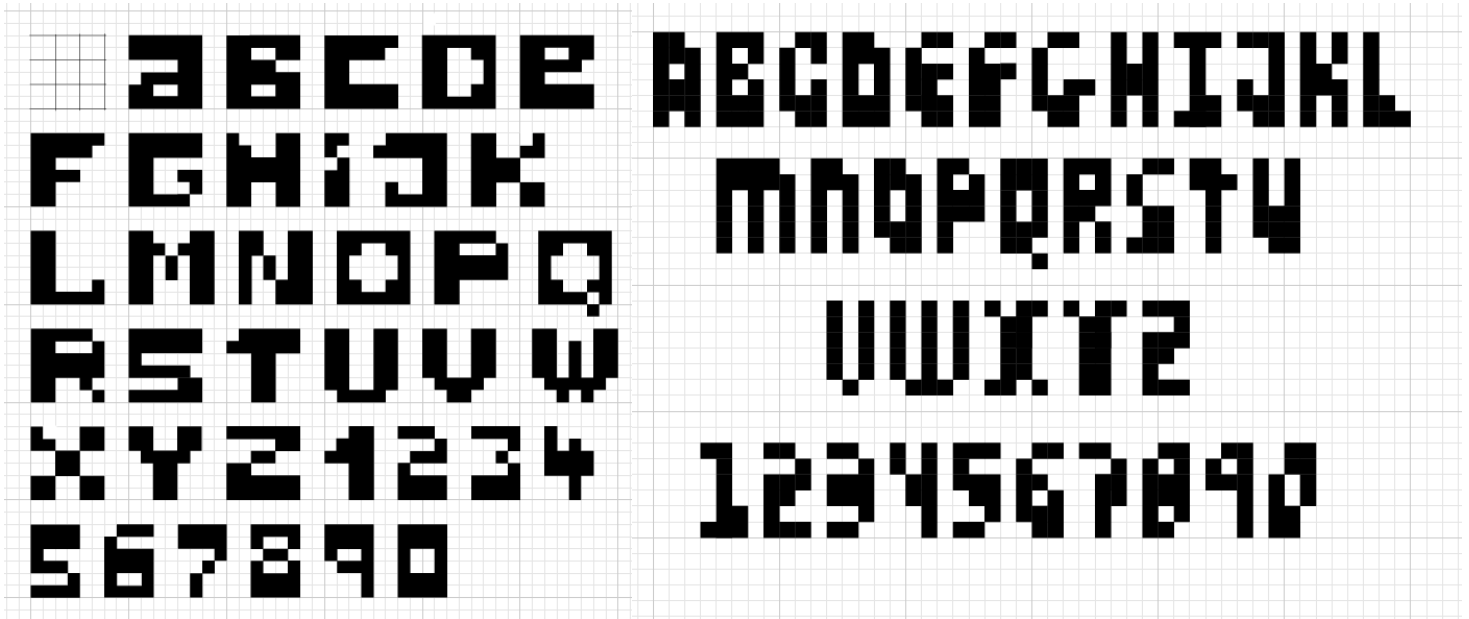 aBCDE
FGHiJK
LMNOPQ
RSTUVW
XYZ1234
567890
ABCDEFGHIJKL
MNOPQRSTU
VWXYZ
1234567890